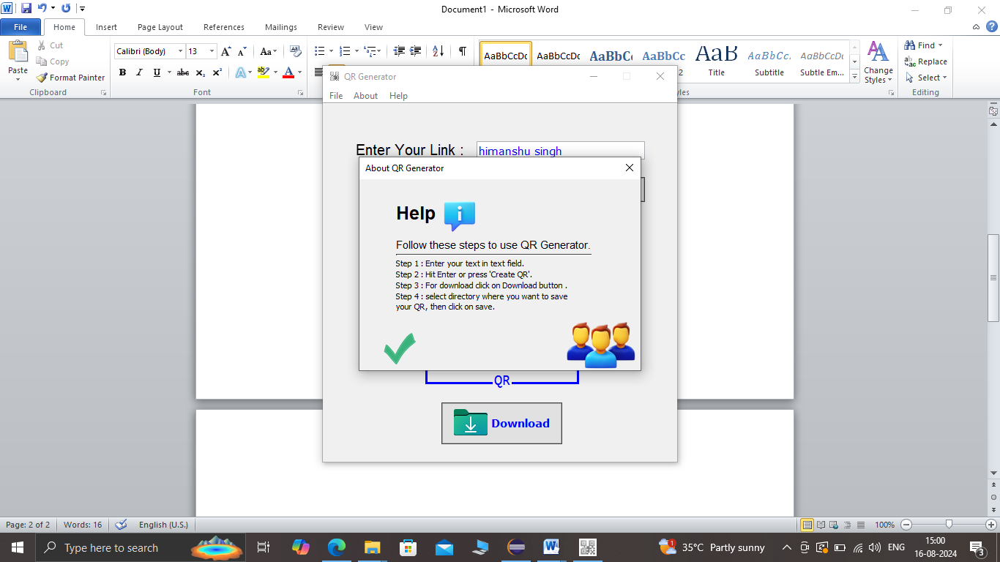 Document1 - Microsoft Word
File Home Insert Page Layout References Mailings Review View
Paste
Cut
Copy
Format Painter
Clipboard
Calibri (Body) 13
Font
AaBbCcDc AaBbCcDc AaBbCc AaBbCc AaB AaBbCc. AaBbCcDc
2 Title Subtitle Subtle Em...
Change
Styles
Find
Replace
Select
Editing
QR Generator
File About Help
Enter Your Link : himanshu singh
About QR Generator
Help
Follow these steps to use QR Generator.
Step 1 : Enter your text in text field.
Step 2 : Hit Enter or press 'Create QR'.
Step 3 : For download click on Download button .
Step 4 : select directory where you want to save
your QR, then click on save.
QR
Download
Page: 2 of 2 Words: 16 English (U.S.) 100%
Type here to search
1 35°C Partly sunny ENG
15:00
16-08-2024
3